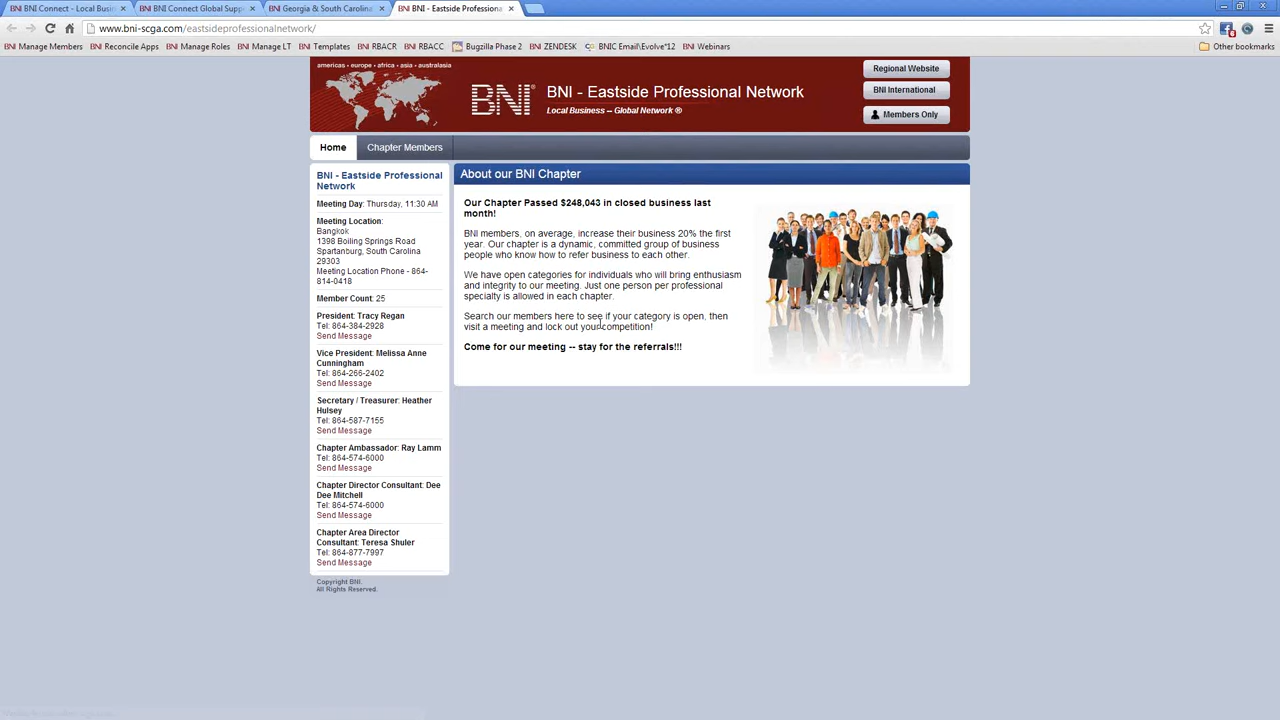 BNI BNI Connect - Local Busin
BNI BNI Connect Global Supp
BNI Georgia & South Carolina
BNI BNI - Eastside Professiona
www.bni-scga.com/eastsideprofessionalnetwork/
BNI Manage Members BNI Reconcile Apps BNI Manage Roles BNI Manage LT BNI Templates BNI RBACR BNI RBACC Bugzilla Phase 2 BNI ZENDESK BNIC Email\Evolve^12 BNI Webinars Other bookmarks
americas - europe - africa - asia - australasia
BNI®
BNI - Eastside Professional Network
Local Business -- Global Network ®
Regional Website
BNI International
Members Only
Home Chapter Members
BNI - Eastside Professional
Network
Meeting Day: Thursday, 11:30 AM
Meeting Location:
Bangkok
1398 Boiling Springs Road
Spartanburg, South Carolina
29303
Meeting Location Phone - 864-
814-0418
Member Count: 25
President: Tracy Regan
Tel: 864-384-2928
Send Message
Vice President: Melissa Anne
Cunningham
Tel: 864-266-2402
Send Message
Secretary / Treasurer: Heather
Hulsey
Tel: 864-587-7155
Send Message
Chapter Ambassador: Ray Lamm
Tel: 864-574-6000
Send Message
Chapter Director Consultant: Dee
Dee Mitchell
Tel: 864-574-6000
Send Message
Chapter Area Director
Consultant: Teresa Shuler
Tel: 864-877-7997
Send Message
Copyright BNI.
All Rights Reserved.
About our BNI Chapter
Our Chapter Passed $248,043 in closed business last
month!
BNI members, on average, increase their business 20% the first
year. Our chapter is a dynamic, committed group of business
people who know how to refer business to each other.
We have open categories for individuals who will bring enthusiasm
and integrity to our meeting. Just one person per professional
specialty is allowed in each chapter.
Search our members here to see if your category is open, then
visit a meeting and lock out your competition!
Come for our meeting -- stay for the referrals!!!